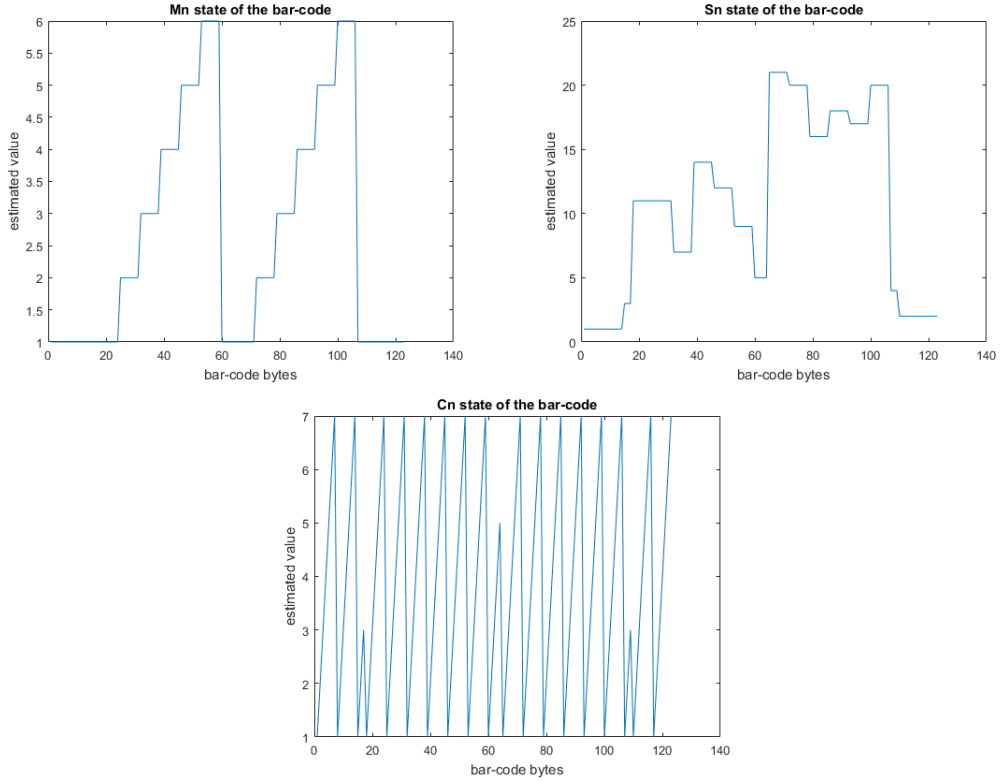 Mn state of the bar-code
6
5.5
5
4.5
4
3.5
3
2.5
2
1.5
1
estimated value
0 20 40 60 80 100 120 140
bar-code bytes
Sn state of the bar-code
25
20
15
10
5
0
estimated value
0 20 40 60 80 100 120 140
bar-code bytes
Cn state of the bar-code
7
6
5
4
3
2
1
estimated value
0 20 40 60 80 100 120 140
bar-code bytes